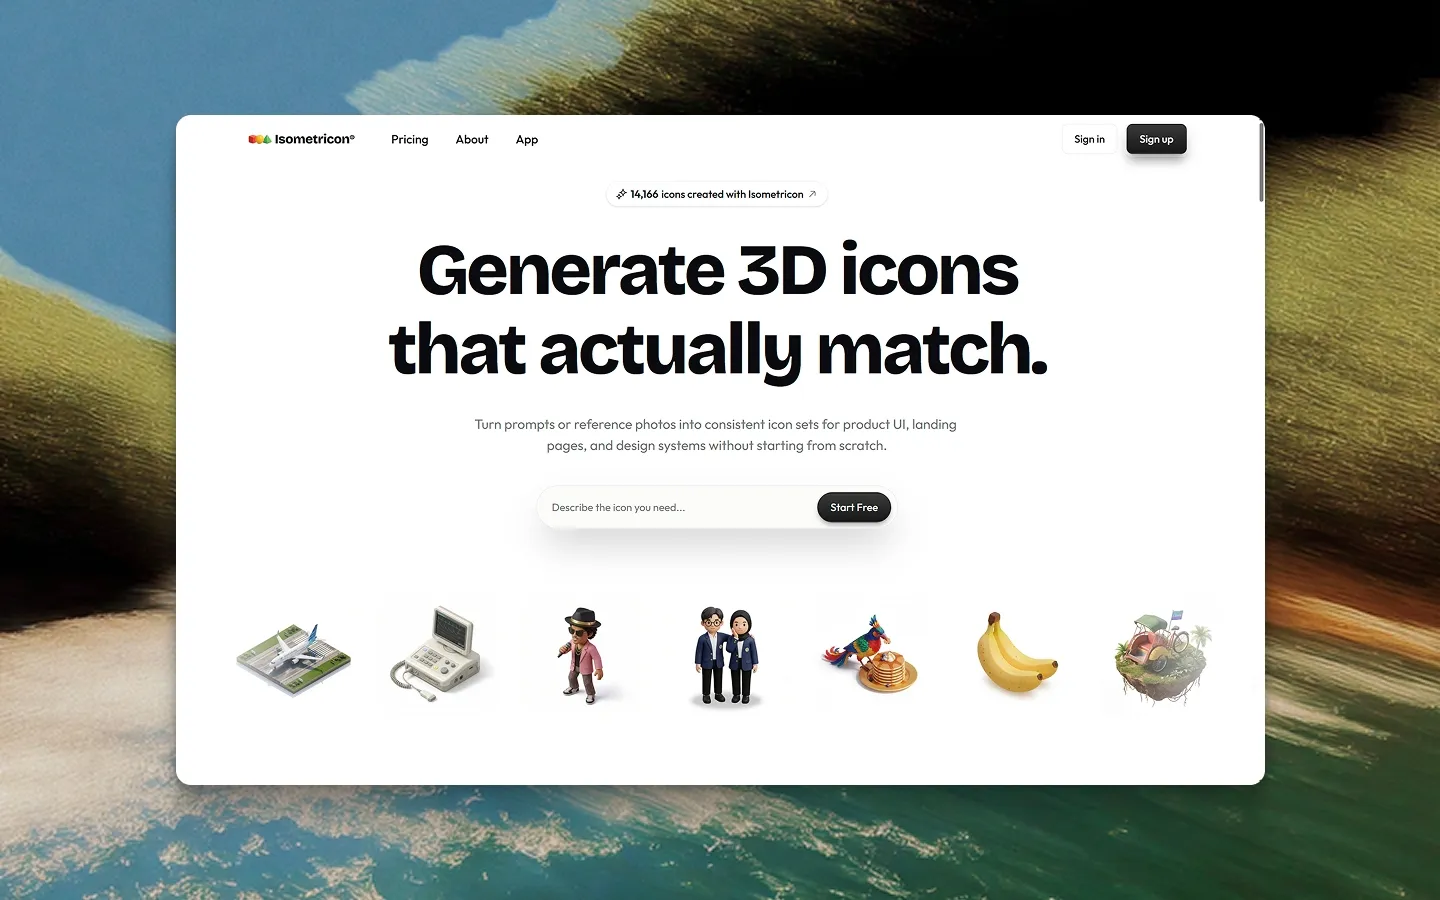 Isometricon®
Pricing
About
App
Sign in
Sign up
14,166 icons created with Isometricon
Generate 3D icons
that actually match.
Turn prompts or reference photos into consistent icon sets for product UI, landing
pages, and design systems without starting from scratch.
Describe the icon you need...
Start Free